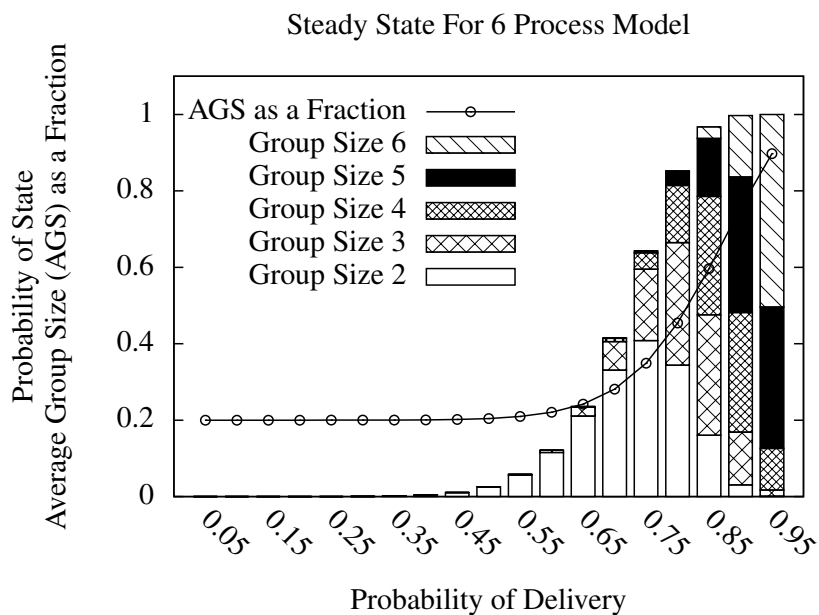 Steady State For 6 Process Model
Probability of State
Average Group Size (AGS) as a Fraction
1
0.8
0.6
0.4
0.2
0
AGS as a Fraction
Group Size 6
Group Size 5
Group Size 4
Group Size 3
Group Size 2
0.05
0.15
0.25
0.35
0.45
0.55
0.65
0.75
0.85
0.95
Probability of Delivery